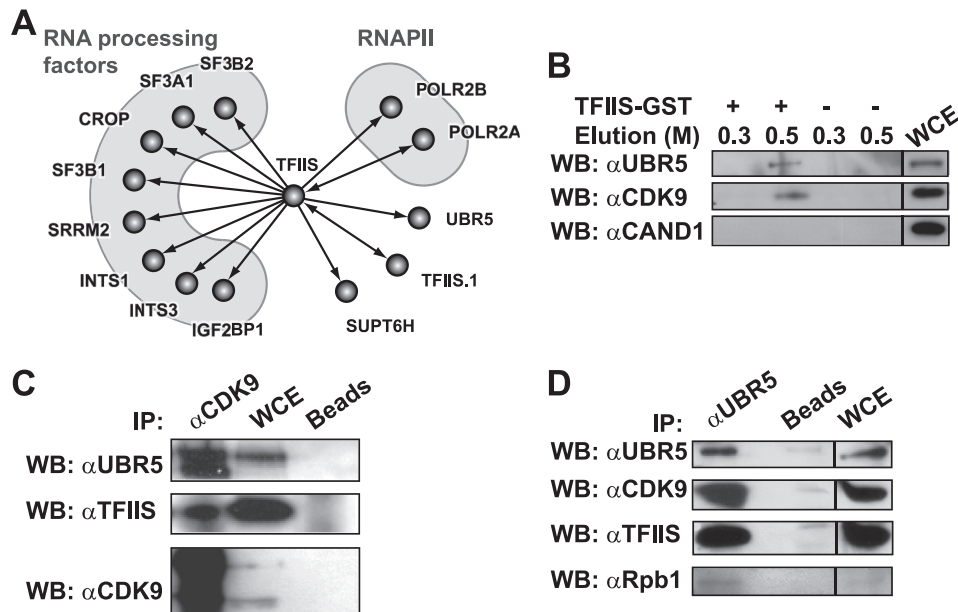 A
RNA processing
factors
RNAPII
SF3B2
SF3A1
CROP
SF3B1
SRRM2
INTS1
INTS3
IGF2BP1
TFIIS
POLR2B
POLR2A
UBR5
TFIIS.1
SUPT6H
B
TFIIS-GST + + - -
Elution (M) 0.3 0.5 0.3 0.5 WCE
WB: αUBR5
WB: αCDK9
WB: αCAND1
C
IP: αCDK9 WCE Beads
WB: αUBR5
WB: αTFIIS
WB: αCDK9
D
IP: αUBR5 Beads WCE
WB: αUBR5
WB: αCDK9
WB: αTFIIS
WB: αRpb1